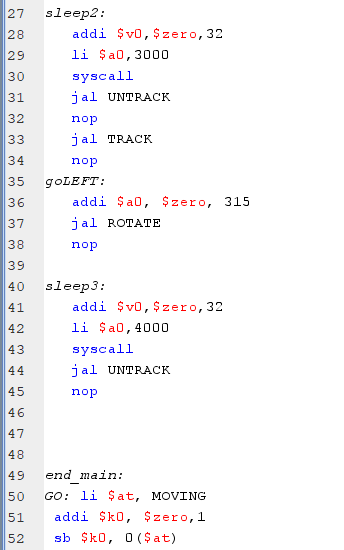 27 sleep2:
28 addi $v0,$zero,32
29 li $a0,3000
30 syscall
31 jal UNTRACK
32 nop
33 jal TRACK
34 nop
35 goLEFT:
36 addi $a0, $zero, 315
37 jal ROTATE
38 nop
39
40 sleep3:
41 addi $v0,$zero,32
42 li $a0,4000
43 syscall
44 jal UNTRACK
45 nop
46
47
48
49 end_main:
50 GO: li $at, MOVING
51 addi $k0, $zero,1
52 sb $k0, 0($at)